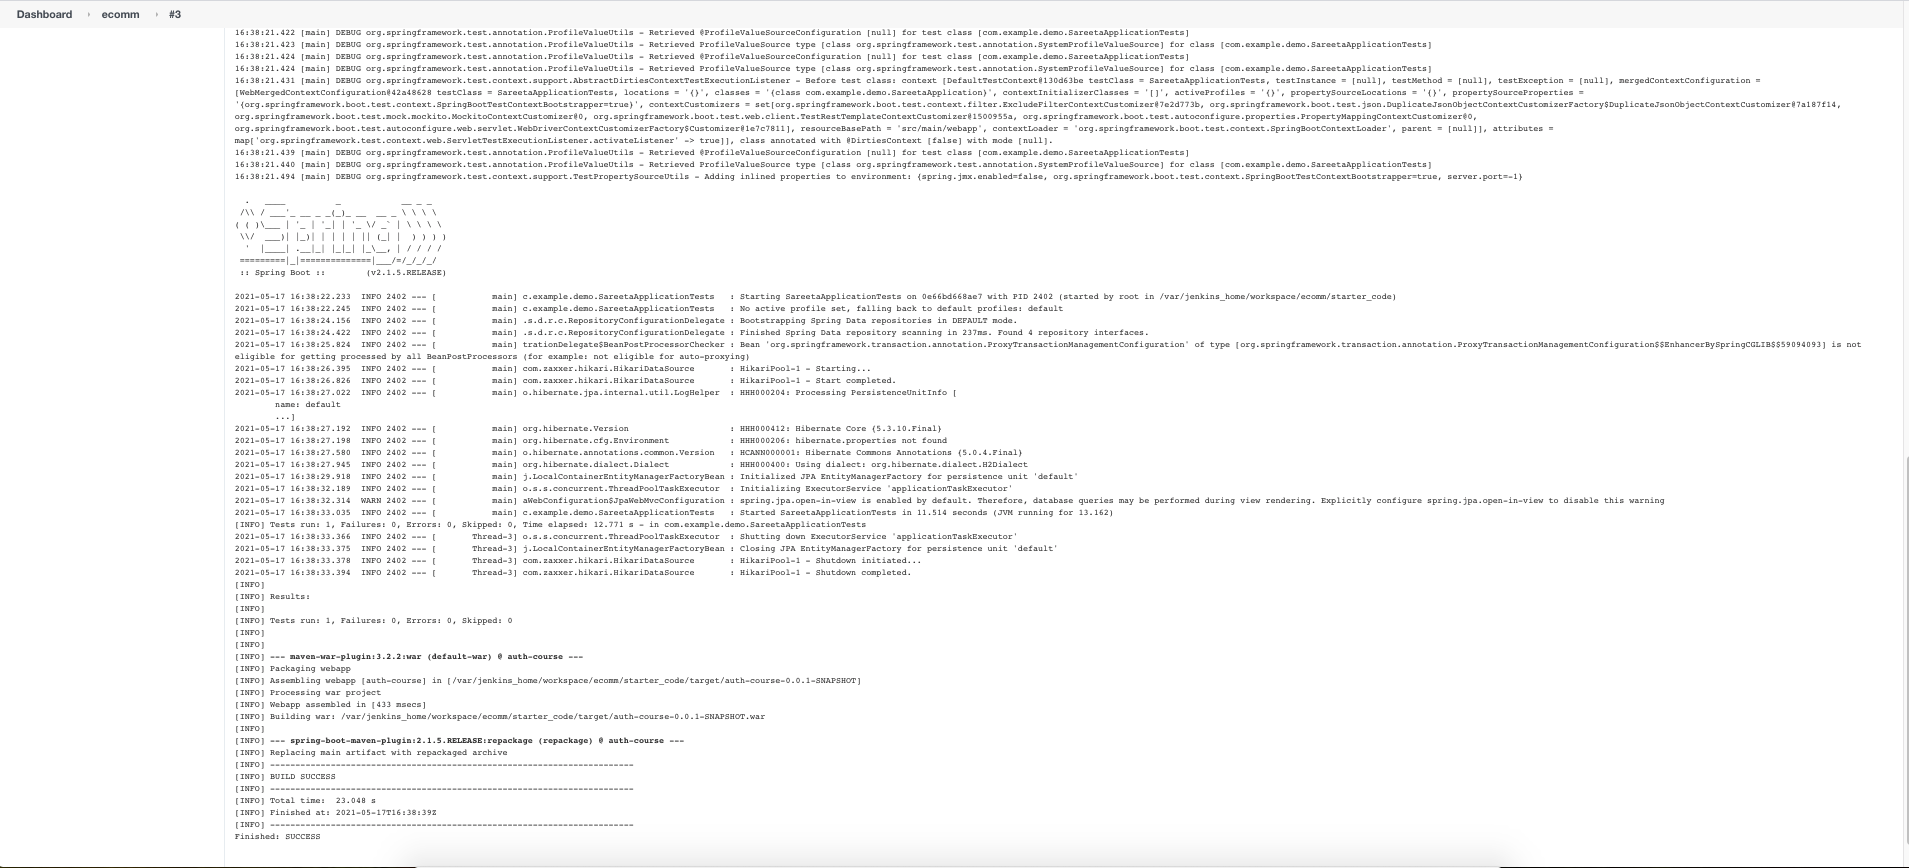 Dashboard › ecomm › #3
16:38:21.422 [main] DEBUG org.springframework.test.annotation.ProfileValueUtils - Retrieved @ProfileValueSourceConfiguration [null] for test class [com.example.demo.SareetaApplicationTests]
16:38:21.423 [main] DEBUG org.springframework.test.annotation.ProfileValueUtils - Retrieved ProfileValueSource type [class org.springframework.test.annotation.SystemProfileValueSource] for class [com.example.demo.SareetaApplicationTests]
16:38:21.424 [main] DEBUG org.springframework.test.annotation.ProfileValueUtils - Retrieved @ProfileValueSourceConfiguration [null] for test class [com.example.demo.SareetaApplicationTests]
16:38:21.424 [main] DEBUG org.springframework.test.annotation.ProfileValueUtils - Retrieved ProfileValueSource type [class org.springframework.test.annotation.SystemProfileValueSource] for class [com.example.demo.SareetaApplicationTests]
16:38:21.431 [main] DEBUG org.springframework.test.context.support.AbstractDirtiesContextTestExecutionListener - Before test class: context [DefaultTestContext@130d63be testClass = SareetaApplicationTests, testInstance = [null], testMethod = [null], testException = [null], mergedContextConfiguration =
[WebMergedContextConfiguration@42a48628 testClass = SareetaApplicationTests, locations = '{}', classes = '{class com.example.demo.SareetaApplication}', contextInitializerClasses = '[]', activeProfiles = '{}', propertySourceLocations = '{}', propertySourceProperties =
'{org.springframework.boot.test.context.SpringBootTestContextBootstrapper=true}', contextCustomizers = set[org.springframework.boot.test.context.filter.ExcludeFilterContextCustomizer@7e2d773b, org.springframework.boot.test.json.DuplicateJsonObjectContextCustomizerFactory$DuplicateJsonObjectContextCustomizer@7a187f14,
org.springframework.boot.test.mock.mockito.MockitoContextCustomizer@0, org.springframework.boot.test.web.client.TestRestTemplateContextCustomizer@1500955a, org.springframework.boot.test.autoconfigure.properties.PropertyMappingContextCustomizer@0,
org.springframework.boot.test.autoconfigure.web.servlet.WebDriverContextCustomizerFactory$Customizer@1e7c7811], resourceBasePath = 'src/main/webapp', contextLoader = 'org.springframework.boot.test.context.SpringBootContextLoader', parent = [null]], attributes =
map['org.springframework.test.context.web.ServletTestExecutionListener.activateListener' -> true]], class annotated with @DirtiesContext [false] with mode [null].
16:38:21.439 [main] DEBUG org.springframework.test.annotation.ProfileValueUtils - Retrieved @ProfileValueSourceConfiguration [null] for test class [com.example.demo.SareetaApplicationTests]
16:38:21.440 [main] DEBUG org.springframework.test.annotation.ProfileValueUtils - Retrieved ProfileValueSource type [class org.springframework.test.annotation.SystemProfileValueSource] for class [com.example.demo.SareetaApplicationTests]
16:38:21.494 [main] DEBUG org.springframework.test.context.support.TestPropertySourceUtils - Adding inlined properties to environment: {spring.jmx.enabled=false, org.springframework.boot.test.context.SpringBootTestContextBootstrapper=true, server.port=-1}
  .   ____          _            __ _ _
 /\\ / ___'_ __ _ _(_)_ __  __ _ \ \ \ \
( ( )\___ | '_ | '_| | '_ \/ _` | \ \ \ \
 \\/  ___)| |_)| | | | | || (_| |  ) ) ) )
  '  |____| .__|_| |_|_| |_\__, | / / / /
 =========|_|==============|___/=/_/_/_/
 :: Spring Boot ::        (v2.1.5.RELEASE)
2021-05-17 16:38:22.233  INFO 2402 --- [           main] c.example.demo.SareetaApplicationTests   : Starting SareetaApplicationTests on 0e66bd668ae7 with PID 2402 (started by root in /var/jenkins_home/workspace/ecomm/starter_code)
2021-05-17 16:38:22.245  INFO 2402 --- [           main] c.example.demo.SareetaApplicationTests   : No active profile set, falling back to default profiles: default
2021-05-17 16:38:24.156  INFO 2402 --- [           main] .s.d.r.c.RepositoryConfigurationDelegate : Bootstrapping Spring Data repositories in DEFAULT mode.
2021-05-17 16:38:24.422  INFO 2402 --- [           main] .s.d.r.c.RepositoryConfigurationDelegate : Finished Spring Data repository scanning in 237ms. Found 4 repository interfaces.
2021-05-17 16:38:25.824  INFO 2402 --- [           main] trationDelegate$BeanPostProcessorChecker : Bean 'org.springframework.transaction.annotation.ProxyTransactionManagementConfiguration' of type [org.springframework.transaction.annotation.ProxyTransactionManagementConfiguration$$EnhancerBySpringCGLIB$$59094093] is not
eligible for getting processed by all BeanPostProcessors (for example: not eligible for auto-proxying)
2021-05-17 16:38:26.395  INFO 2402 --- [           main] com.zaxxer.hikari.HikariDataSource       : HikariPool-1 - Starting...
2021-05-17 16:38:26.826  INFO 2402 --- [           main] com.zaxxer.hikari.HikariDataSource       : HikariPool-1 - Start completed.
2021-05-17 16:38:27.022  INFO 2402 --- [           main] o.hibernate.jpa.internal.util.LogHelper  : HHH000204: Processing PersistenceUnitInfo [
name: default
...]
2021-05-17 16:38:27.192  INFO 2402 --- [           main] org.hibernate.Version                    : HHH000412: Hibernate Core {5.3.10.Final}
2021-05-17 16:38:27.198  INFO 2402 --- [           main] org.hibernate.cfg.Environment            : HHH000206: hibernate.properties not found
2021-05-17 16:38:27.580  INFO 2402 --- [           main] o.hibernate.annotations.common.Version   : HCANN000001: Hibernate Commons Annotations {5.0.4.Final}
2021-05-17 16:38:27.945  INFO 2402 --- [           main] org.hibernate.dialect.Dialect            : HHH000400: Using dialect: org.hibernate.dialect.H2Dialect
2021-05-17 16:38:29.918  INFO 2402 --- [           main] j.LocalContainerEntityManagerFactoryBean : Initialized JPA EntityManagerFactory for persistence unit 'default'
2021-05-17 16:38:32.189  INFO 2402 --- [           main] o.s.s.concurrent.ThreadPoolTaskExecutor  : Initializing ExecutorService 'applicationTaskExecutor'
2021-05-17 16:38:32.314  WARN 2402 --- [           main] aWebConfiguration$JpaWebMvcConfiguration : spring.jpa.open-in-view is enabled by default. Therefore, database queries may be performed during view rendering. Explicitly configure spring.jpa.open-in-view to disable this warning
2021-05-17 16:38:33.035  INFO 2402 --- [           main] c.example.demo.SareetaApplicationTests   : Started SareetaApplicationTests in 11.514 seconds (JVM running for 13.162)
[INFO] Tests run: 1, Failures: 0, Errors: 0, Skipped: 0, Time elapsed: 12.771 s - in com.example.demo.SareetaApplicationTests
2021-05-17 16:38:33.366  INFO 2402 --- [       Thread-3] o.s.s.concurrent.ThreadPoolTaskExecutor  : Shutting down ExecutorService 'applicationTaskExecutor'
2021-05-17 16:38:33.375  INFO 2402 --- [       Thread-3] j.LocalContainerEntityManagerFactoryBean : Closing JPA EntityManagerFactory for persistence unit 'default'
2021-05-17 16:38:33.378  INFO 2402 --- [       Thread-3] com.zaxxer.hikari.HikariDataSource       : HikariPool-1 - Shutdown initiated...
2021-05-17 16:38:33.394  INFO 2402 --- [       Thread-3] com.zaxxer.hikari.HikariDataSource       : HikariPool-1 - Shutdown completed.
[INFO]
[INFO] Results:
[INFO]
[INFO] Tests run: 1, Failures: 0, Errors: 0, Skipped: 0
[INFO]
[INFO]
[INFO] --- maven-war-plugin:3.2.2:war (default-war) @ auth-course ---
[INFO] Packaging webapp
[INFO] Assembling webapp [auth-course] in [/var/jenkins_home/workspace/ecomm/starter_code/target/auth-course-0.0.1-SNAPSHOT]
[INFO] Processing war project
[INFO] Webapp assembled in [433 msecs]
[INFO] Building war: /var/jenkins_home/workspace/ecomm/starter_code/target/auth-course-0.0.1-SNAPSHOT.war
[INFO]
[INFO] --- spring-boot-maven-plugin:2.1.5.RELEASE:repackage (repackage) @ auth-course ---
[INFO] Replacing main artifact with repackaged archive
[INFO] ------------------------------------------------------------------------
[INFO] BUILD SUCCESS
[INFO] ------------------------------------------------------------------------
[INFO] Total time:  23.048 s
[INFO] Finished at: 2021-05-17T16:38:39Z
[INFO] ------------------------------------------------------------------------
Finished: SUCCESS